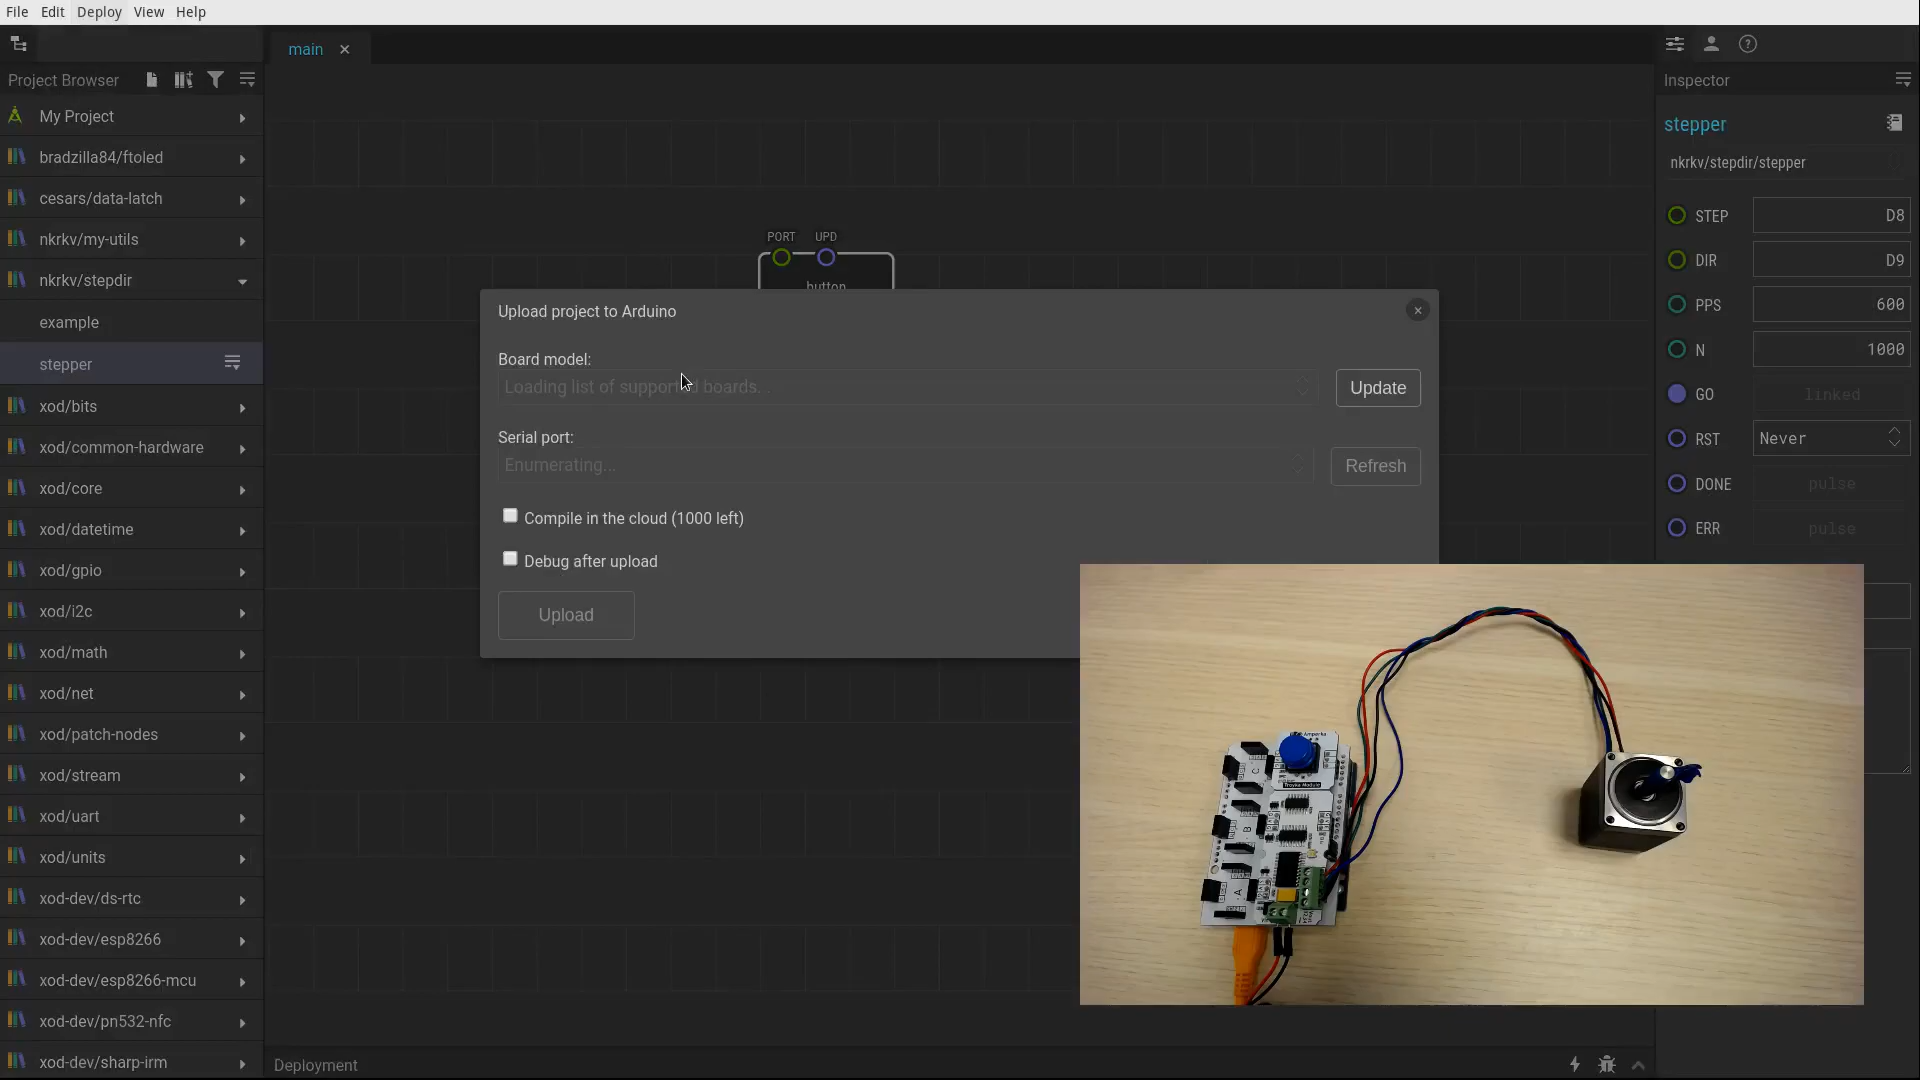 File Edit Deploy View Help
main
Project Browser
My Project
bradzilla84/ftoled
cesars/data-latch
nkrkv/my-utils
nkrkv/stepdir
example
stepper
xod/bits
xod/common-hardware
xod/core
xod/datetime
xod/gpio
xod/i2c
xod/math
xod/net
xod/patch-nodes
xod/stream
xod/uart
xod/units
xod-dev/ds-rtc
xod-dev/esp8266
xod-dev/esp8266-mcu
xod-dev/pn532-nfc
xod-dev/sharp-irm
PORT UPD
button
Upload project to Arduino
Board model:
Loading list of supported boards...
Update
Serial port:
Enumerating...
Refresh
Compile in the cloud (1000 left)
Debug after upload
Upload
Amperka
C
Troyka Module
B
A
Deployment
Inspector
stepper
nkrkv/stepdir/stepper
STEP D8
DIR D9
PPS 600
N 1000
GO linked
RST Never
DONE pulse
ERR pulse